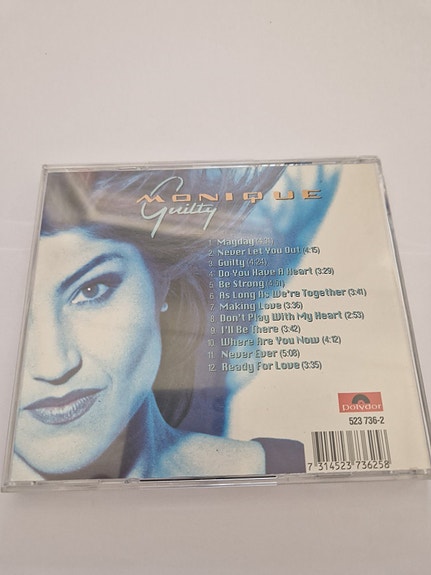 MONIQUE
Guilty
1. Mayday
2. Never Let You Out (4:15)
3. Guilty (4:24)
4. Do You Have A Heart (3:29)
5. Be Strong
6. As Long As We're Together (3:41)
7. Making Love (3:36)
8. Don't Play With My Heart (2:53)
9. I'll Be There (3:42)
10. Where Are You Now (4:12)
11. Never Ever (5:08)
12. Ready For Love (3:35)
Polydor
523 736-2
7 314523 736258